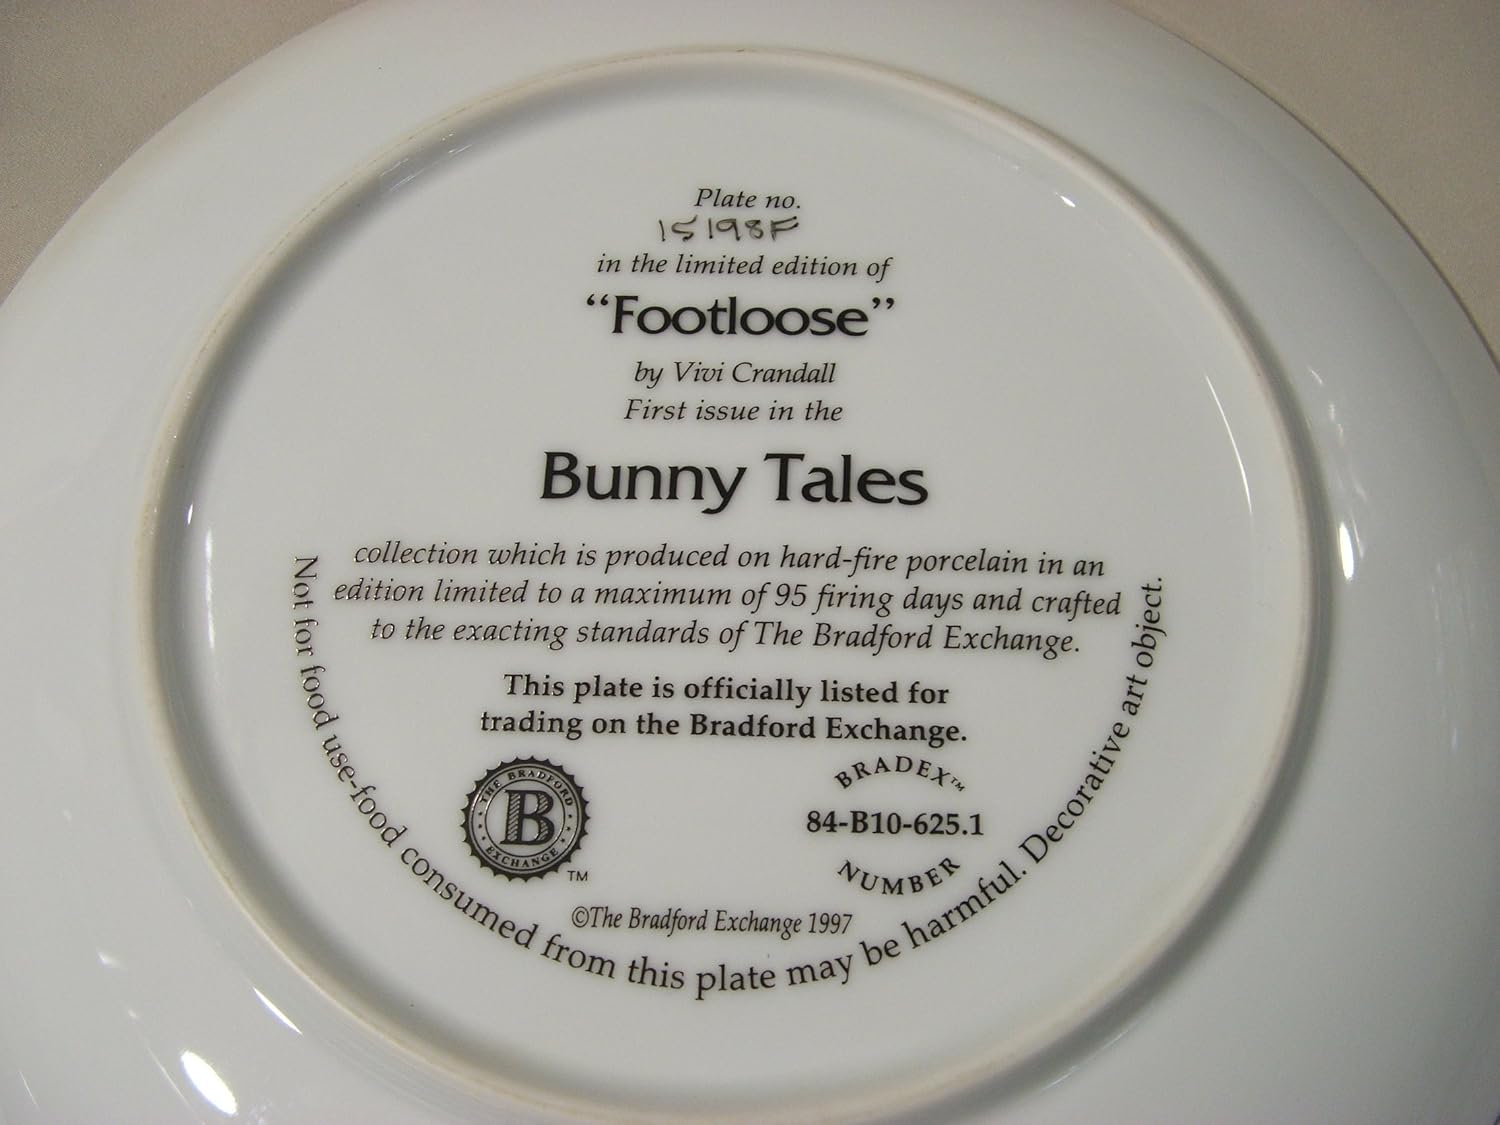 Plate no.
15198F
in the limited edition of
“Footloose”
by Vivi Crandall
First issue in the
Bunny Tales
collection which is produced on hard-fire porcelain in an
edition limited to a maximum of 95 firing days and crafted
to the exacting standards of The Bradford Exchange.
This plate is officially listed for
trading on the Bradford Exchange.
THE BRADFORD
B
EXCHANGE
TM
BRADEX™
84-B10-625.1
NUMBER
©The Bradford Exchange 1997
Not for food use-food consumed from this plate may be harmful. Decorative art object.